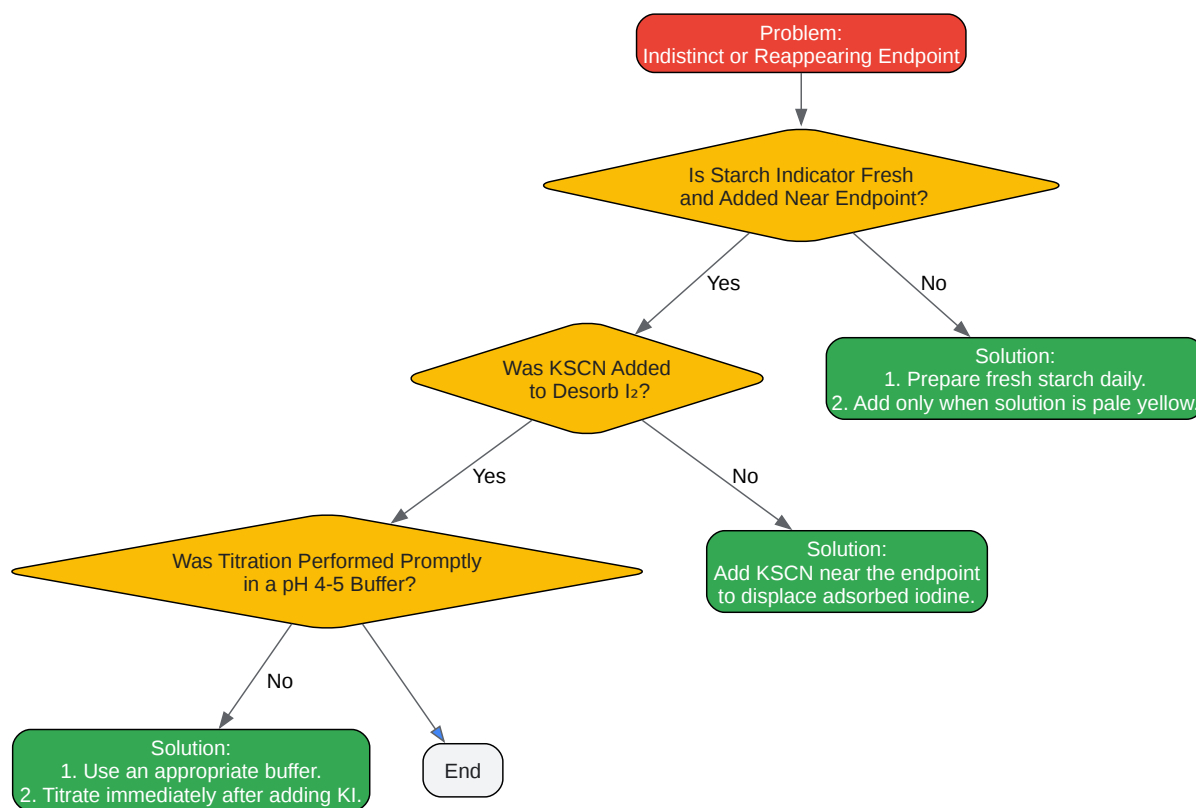 Problem:
Indistinct or Reappearing Endpoint
Is Starch Indicator Fresh
and Added Near Endpoint?
Yes
No
Was KSCN Added
to Desorb I₂?
Solution:
1. Prepare fresh starch daily.
2. Add only when solution is pale yellow.
Yes
No
Was Titration Performed Promptly
in a pH 4-5 Buffer?
Solution:
Add KSCN near the endpoint
to displace adsorbed iodine.
No
Solution:
1. Use an appropriate buffer.
2. Titrate immediately after adding KI.
End